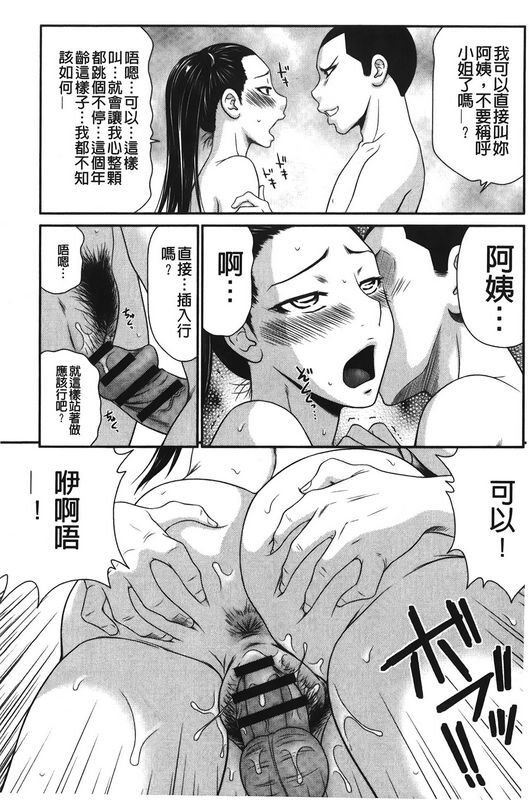 我可以直接叫妳
阿姨，不要稱呼
小姐了嗎—？
唔嗯…可以…這樣
叫…就會讓我心整顆
都跳個不停…這個年
齡這樣子…我都不知
該如何—
阿姨…
啊…
直接…插入行
嗎？
唔嗯…
就這樣站著做
應該行吧？
可以！
咿啊唔
—！
ズブッ！